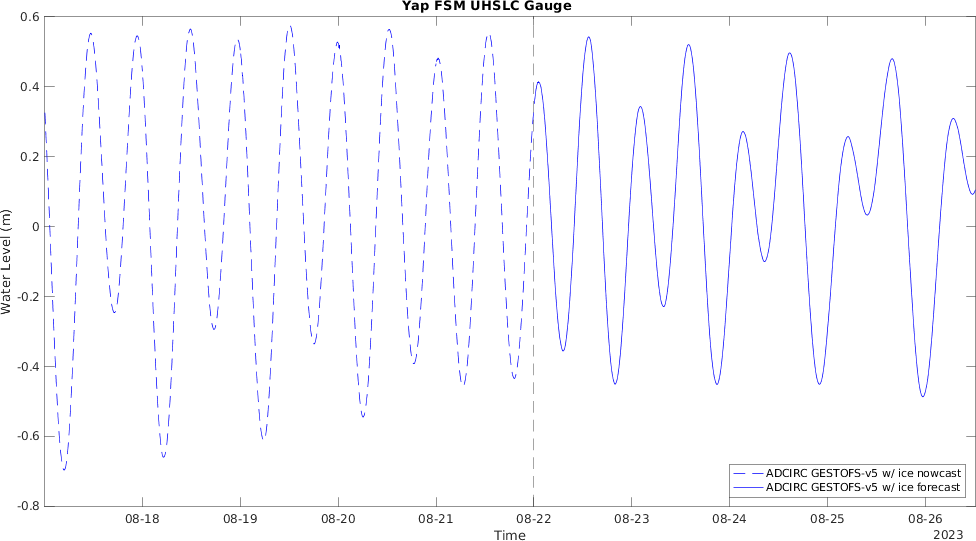 Yap FSM UHSLC Gauge
0.6
0.4
0.2
0
-0.2
-0.4
-0.6
-0.8
Water Level (m)
ADCIRC GESTOFS-v5 w/ ice nowcast
ADCIRC GESTOFS-v5 w/ ice forecast
08-18 08-19 08-20 08-21 08-22 08-23 08-24 08-25 08-26
Time
2023